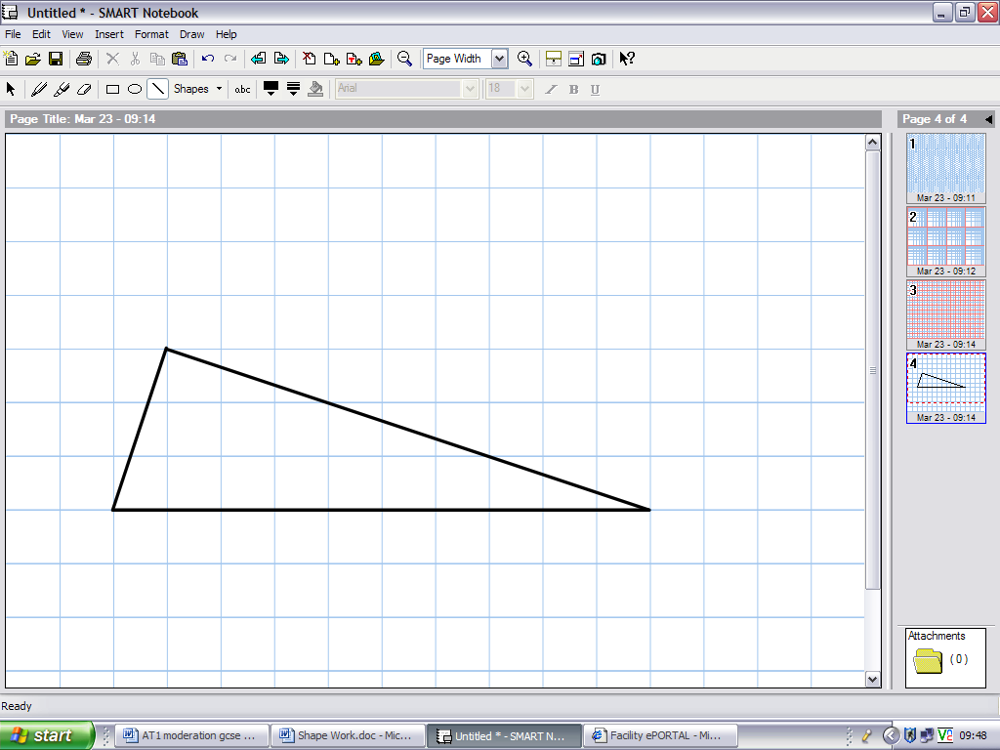 Untitled * - SMART Notebook
File Edit View Insert Format Draw Help
Page Width
Shapes abc Arial 18 I B U
Page Title: Mar 23 - 09:14
Page 4 of 4
1
Mar 23 - 09:11
2
Mar 23 - 09:12
3
Mar 23 - 09:14
4
Mar 23 - 09:14
Attachments
( 0 )
Ready
start AT1 moderation gcse ... Shape Work.doc - Mic... Untitled * - SMART N... Facility ePORTAL - Mi... 09:48